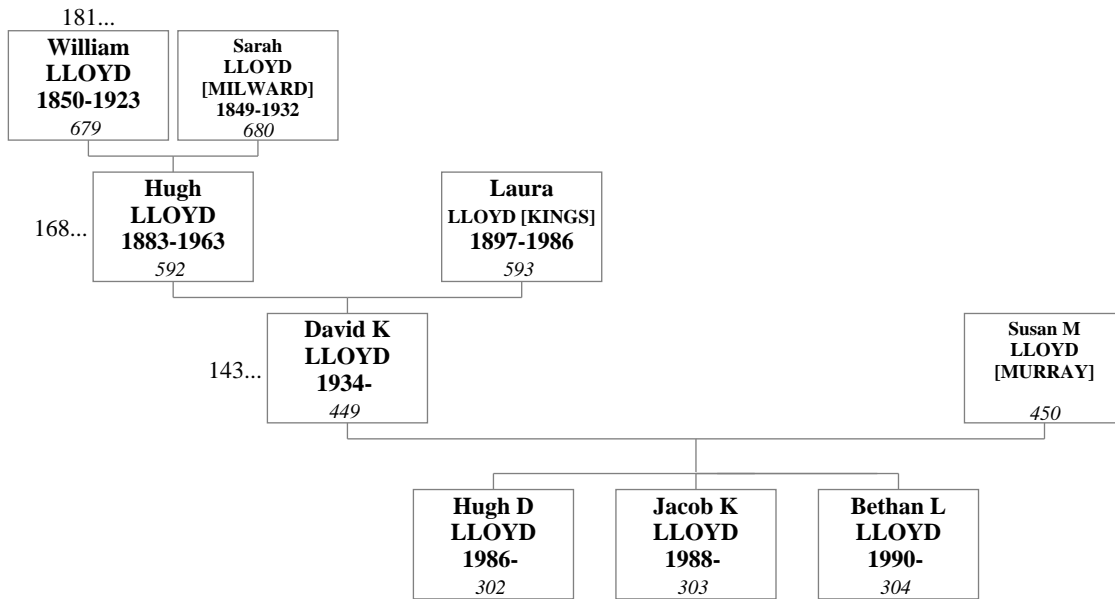 181...
William
LLOYD
1850-1923
679
Sarah
LLOYD
[MILWARD]
1849-1932
680
168...
Hugh
LLOYD
1883-1963
592
Laura
LLOYD [KINGS]
1897-1986
593
143...
David K
LLOYD
1934-
449
Susan M
LLOYD
[MURRAY]
450
Hugh D
LLOYD
1986-
302
Jacob K
LLOYD
1988-
303
Bethan L
LLOYD
1990-
304